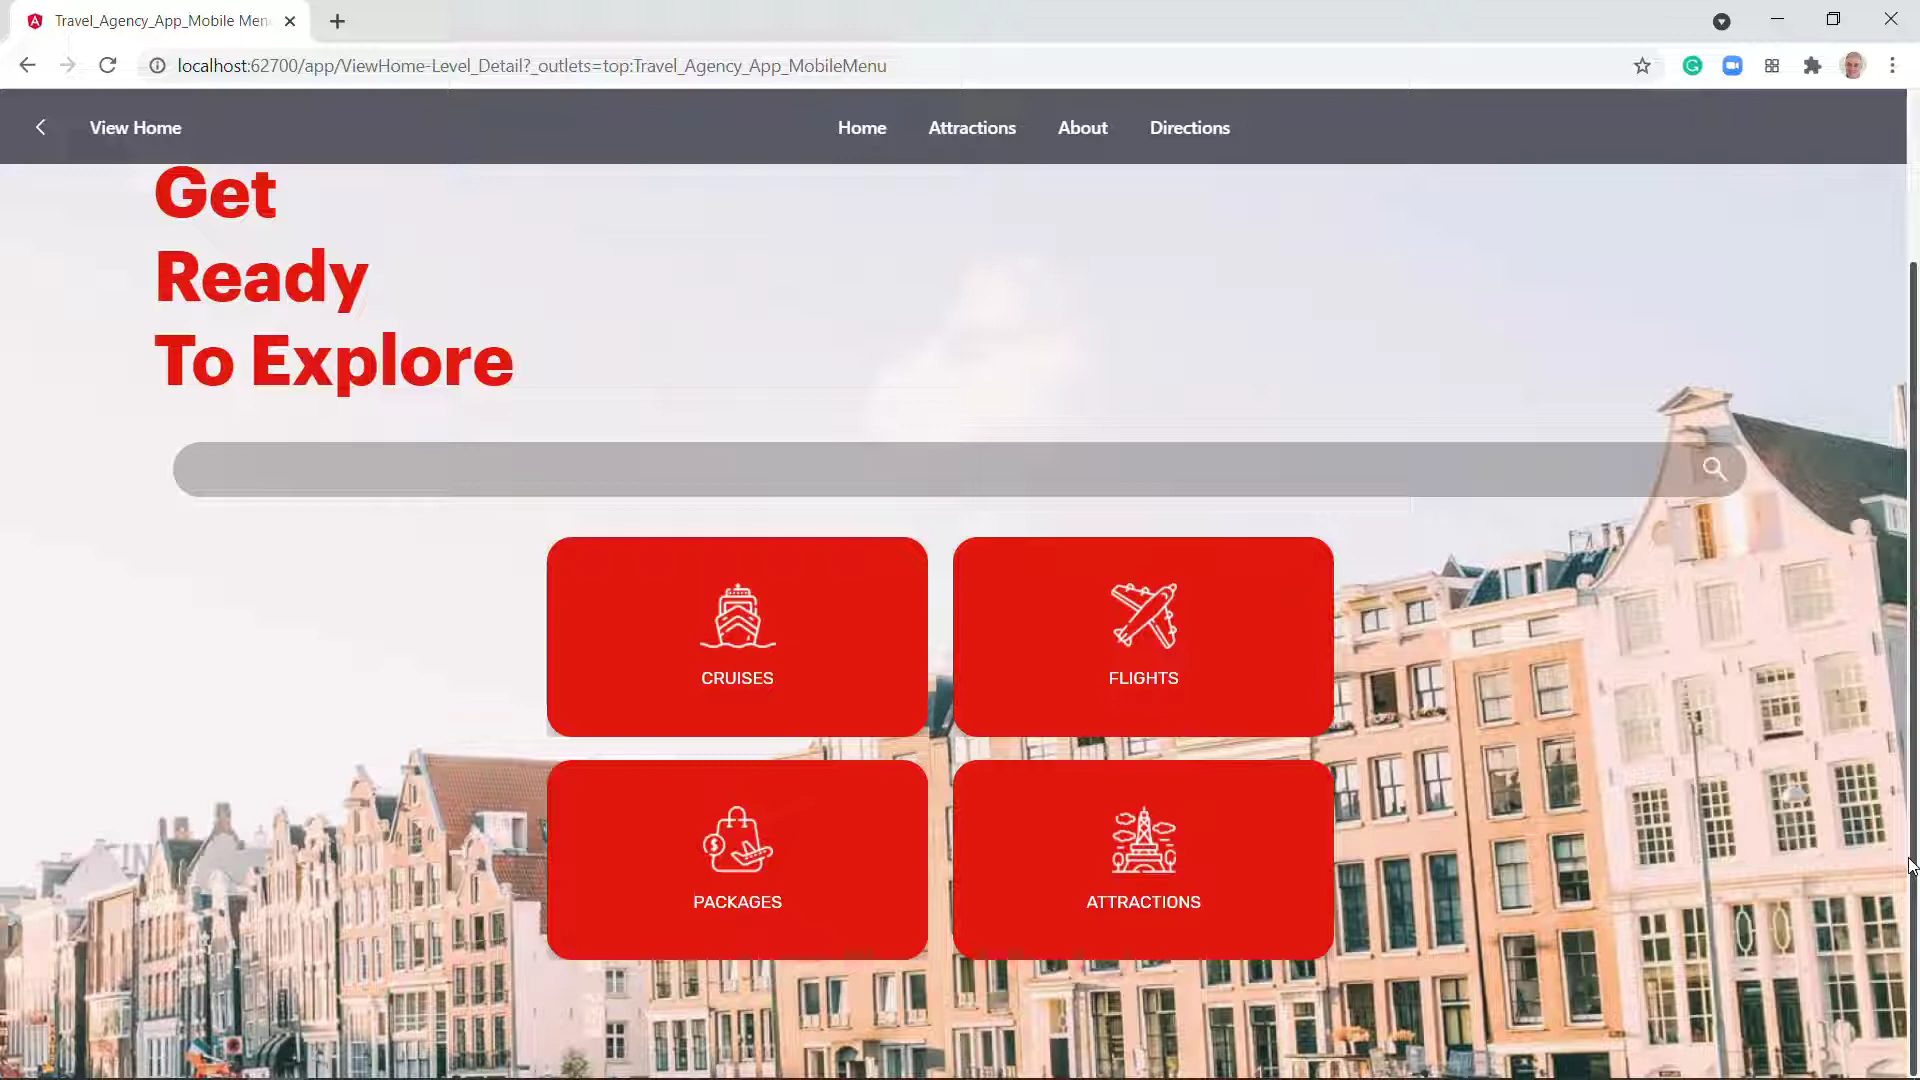 Travel_Agency_App_Mobile Men
localhost:62700/app/ViewHome-Level_Detail?_outlets=top:Travel_Agency_App_MobileMenu
View Home
Home
Attractions
About
Directions
Get
Ready
To Explore
CRUISES
FLIGHTS
PACKAGES
ATTRACTIONS